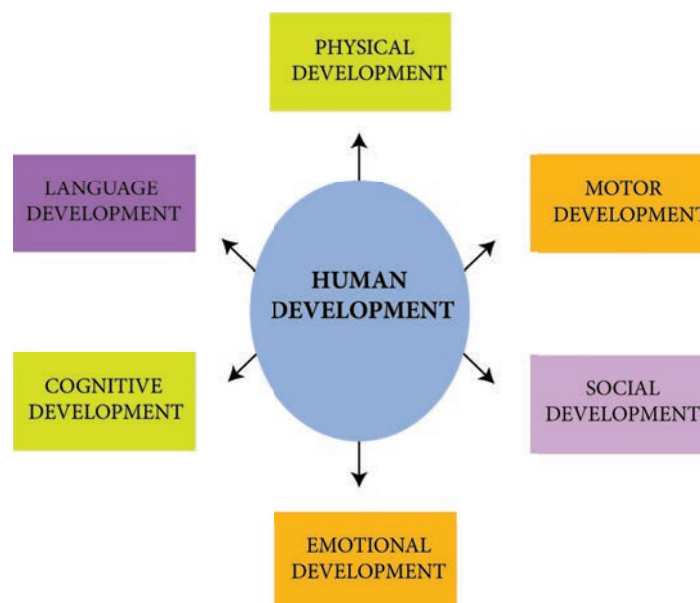 PHYSICAL
DEVELOPMENT
LANGUAGE
DEVELOPMENT
MOTOR
DEVELOPMENT
HUMAN
DEVELOPMENT
COGNITIVE
DEVELOPMENT
SOCIAL
DEVELOPMENT
EMOTIONAL
DEVELOPMENT